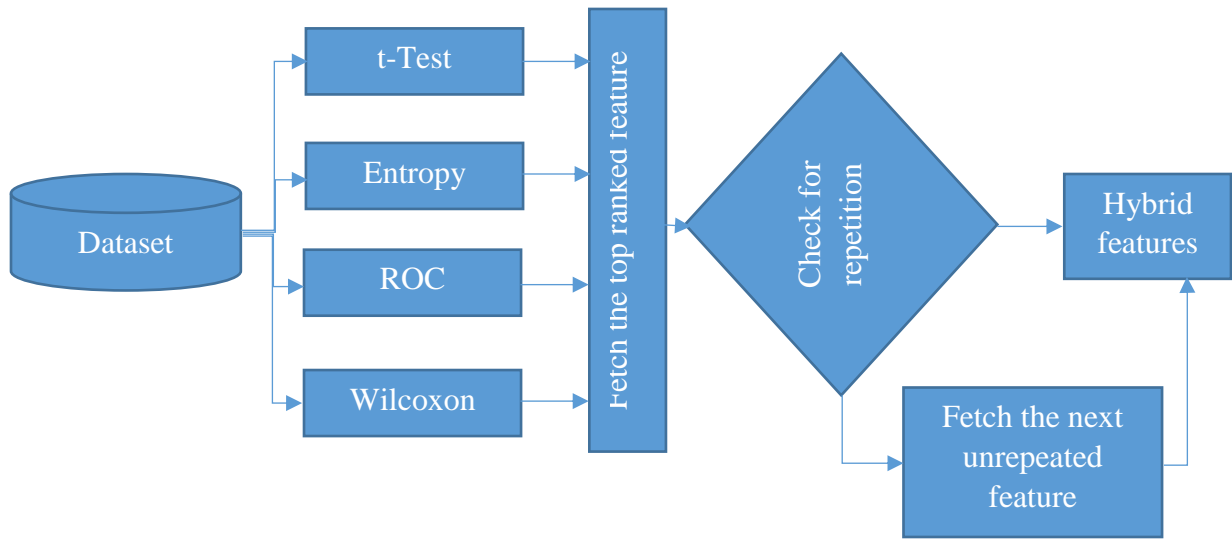 t-Test
Entropy
Dataset
ROC
Wilcoxon
Fetch the top ranked reature
Check for
repetition
Hybrid
features
Fetch the next
unrepeated
feature